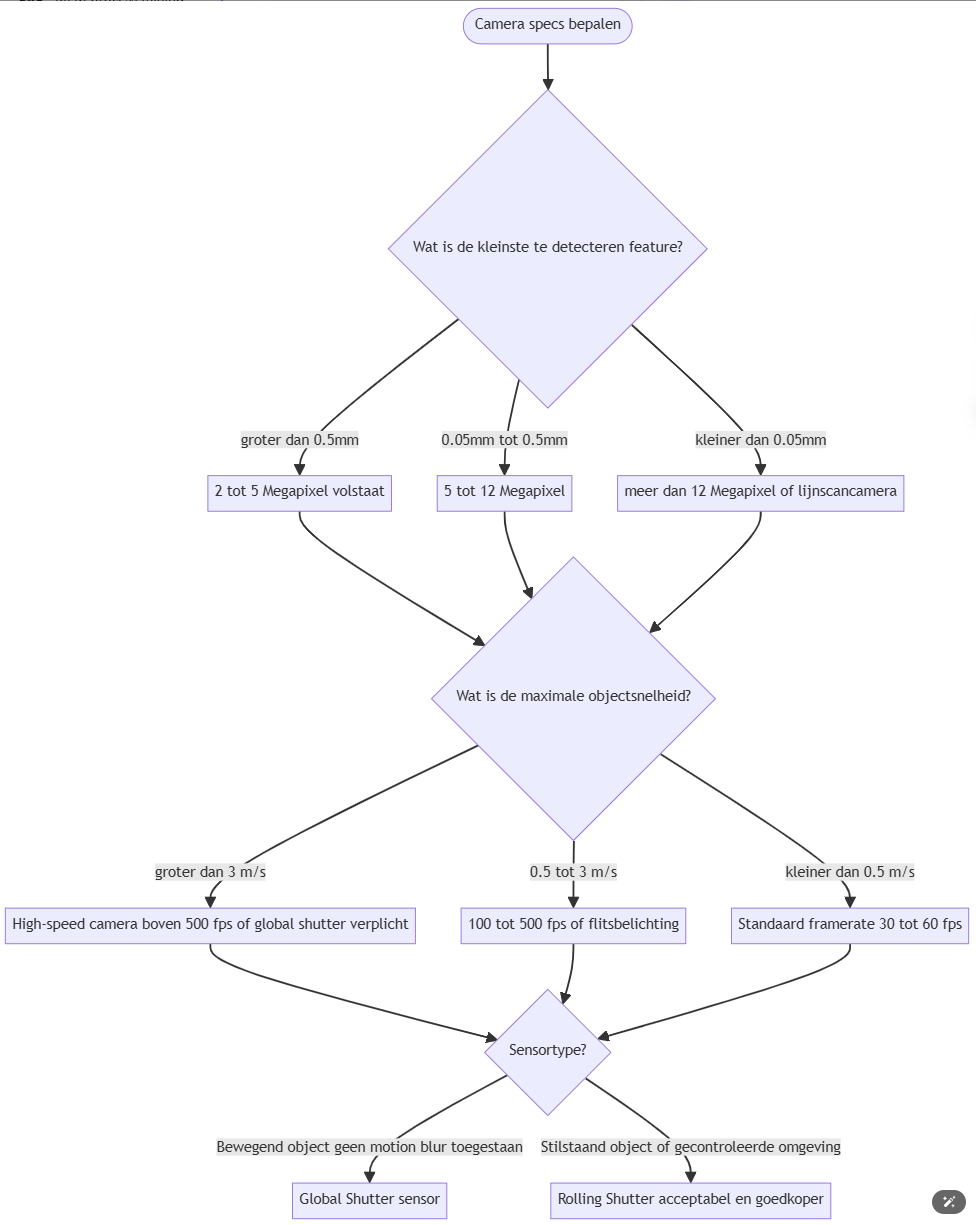 Camera specs bepalen
Wat is de kleinste te detecteren feature?
groter dan 0.5mm
0.05mm tot 0.5mm
kleiner dan 0.05mm
2 tot 5 Megapixel volstaat
5 tot 12 Megapixel
meer dan 12 Megapixel of lijnscancamera
Wat is de maximale objectsnelheid?
groter dan 3 m/s
0.5 tot 3 m/s
kleiner dan 0.5 m/s
High-speed camera boven 500 fps of global shutter verplicht
100 tot 500 fps of flitsbelichting
Standaard framerate 30 tot 60 fps
Sensortype?
Bewegend object geen motion blur toegestaan
Stilstaand object of gecontroleerde omgeving
Global Shutter sensor
Rolling Shutter acceptabel en goedkoper